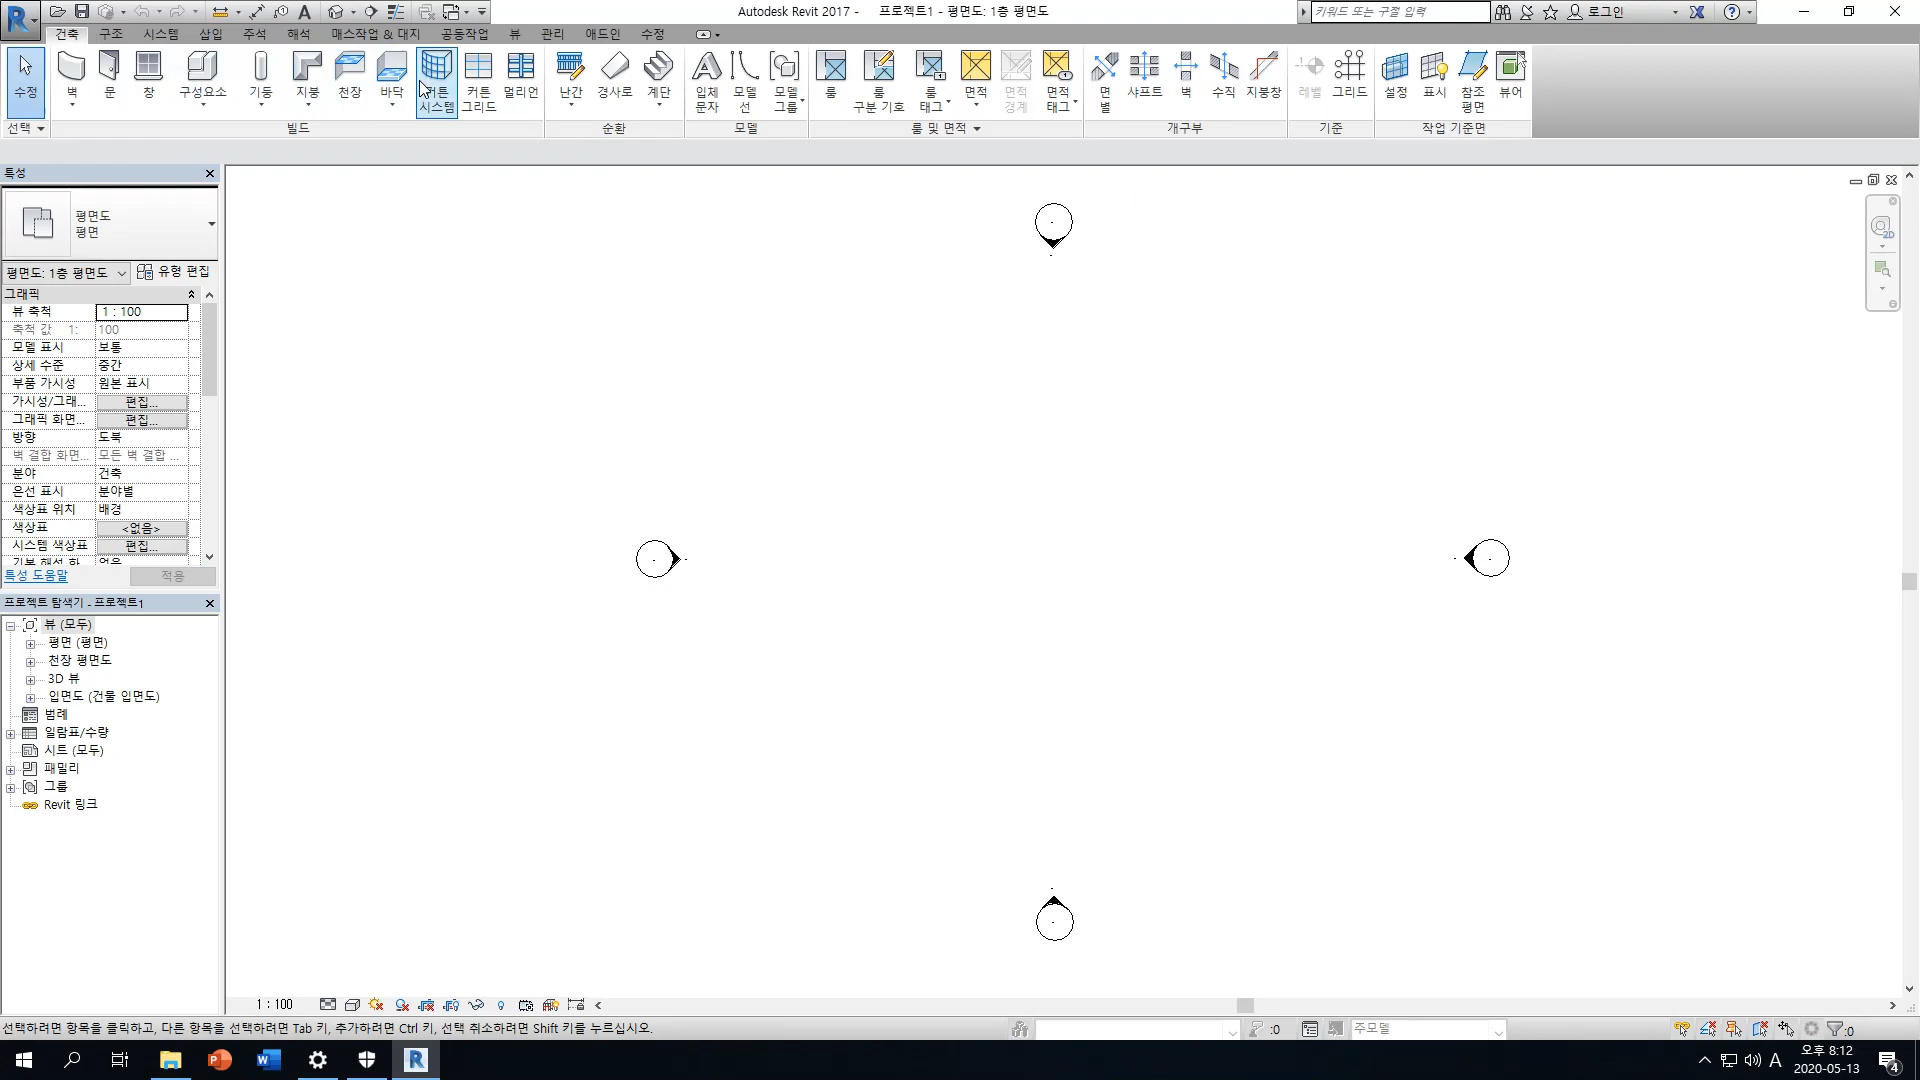 Autodesk Revit 2017 - 프로젝트1 - 평면도: 1층 평면도
키워드 또는 구절 입력
로그인
건축 구조 시스템 삽입 주석 해석 매스작업 & 대지 공동작업 뷰 관리 애드인 수정
수정 벽 문 창 구성요소 기둥 지붕 천장 바닥 커튼 시스템 커튼 그리드 멀리언 난간 경사로 계단 입체 문자 모델 선 모델 그룹 룸 룸 구분 기호 룸 태그 면적 면적 경계 면적 태그 면 별 샤프트 벽 수직 지붕창 레벨 그리드 설정 표시 참조 평면 뷰어
선택 빌드 순환 모델 룸 및 면적 개구부 기준 작업 기준면
특성
평면도
평면
평면도: 1층 평면도 유형 편집
그래픽
뷰 축척 1 : 100
축척 값 1: 100
모델 표시 보통
상세 수준 중간
부품 가시성 원본 표시
가시성/그래... 편집...
그래픽 화면... 편집...
방향 도북
벽 결합 화면... 모든 벽 결합 ...
분야 건축
은선 표시 분야별
색상표 위치 배경
색상표 <없음>
시스템 색상표 편집...
기본 해석 화 없음
특성 도움말 적용
프로젝트 탐색기 - 프로젝트1
뷰 (모두)
평면 (평면)
천장 평면도
3D 뷰
입면도 (건물 입면도)
범례
일람표/수량
시트 (모두)
패밀리
그룹
Revit 링크
2D
1 : 100
선택하려면 항목을 클릭하고, 다른 항목을 선택하려면 Tab 키, 추가하려면 Ctrl 키, 선택 취소하려면 Shift 키를 누르십시오.
:0 주모델 :0
A 오후 8:12
2020-05-13
4